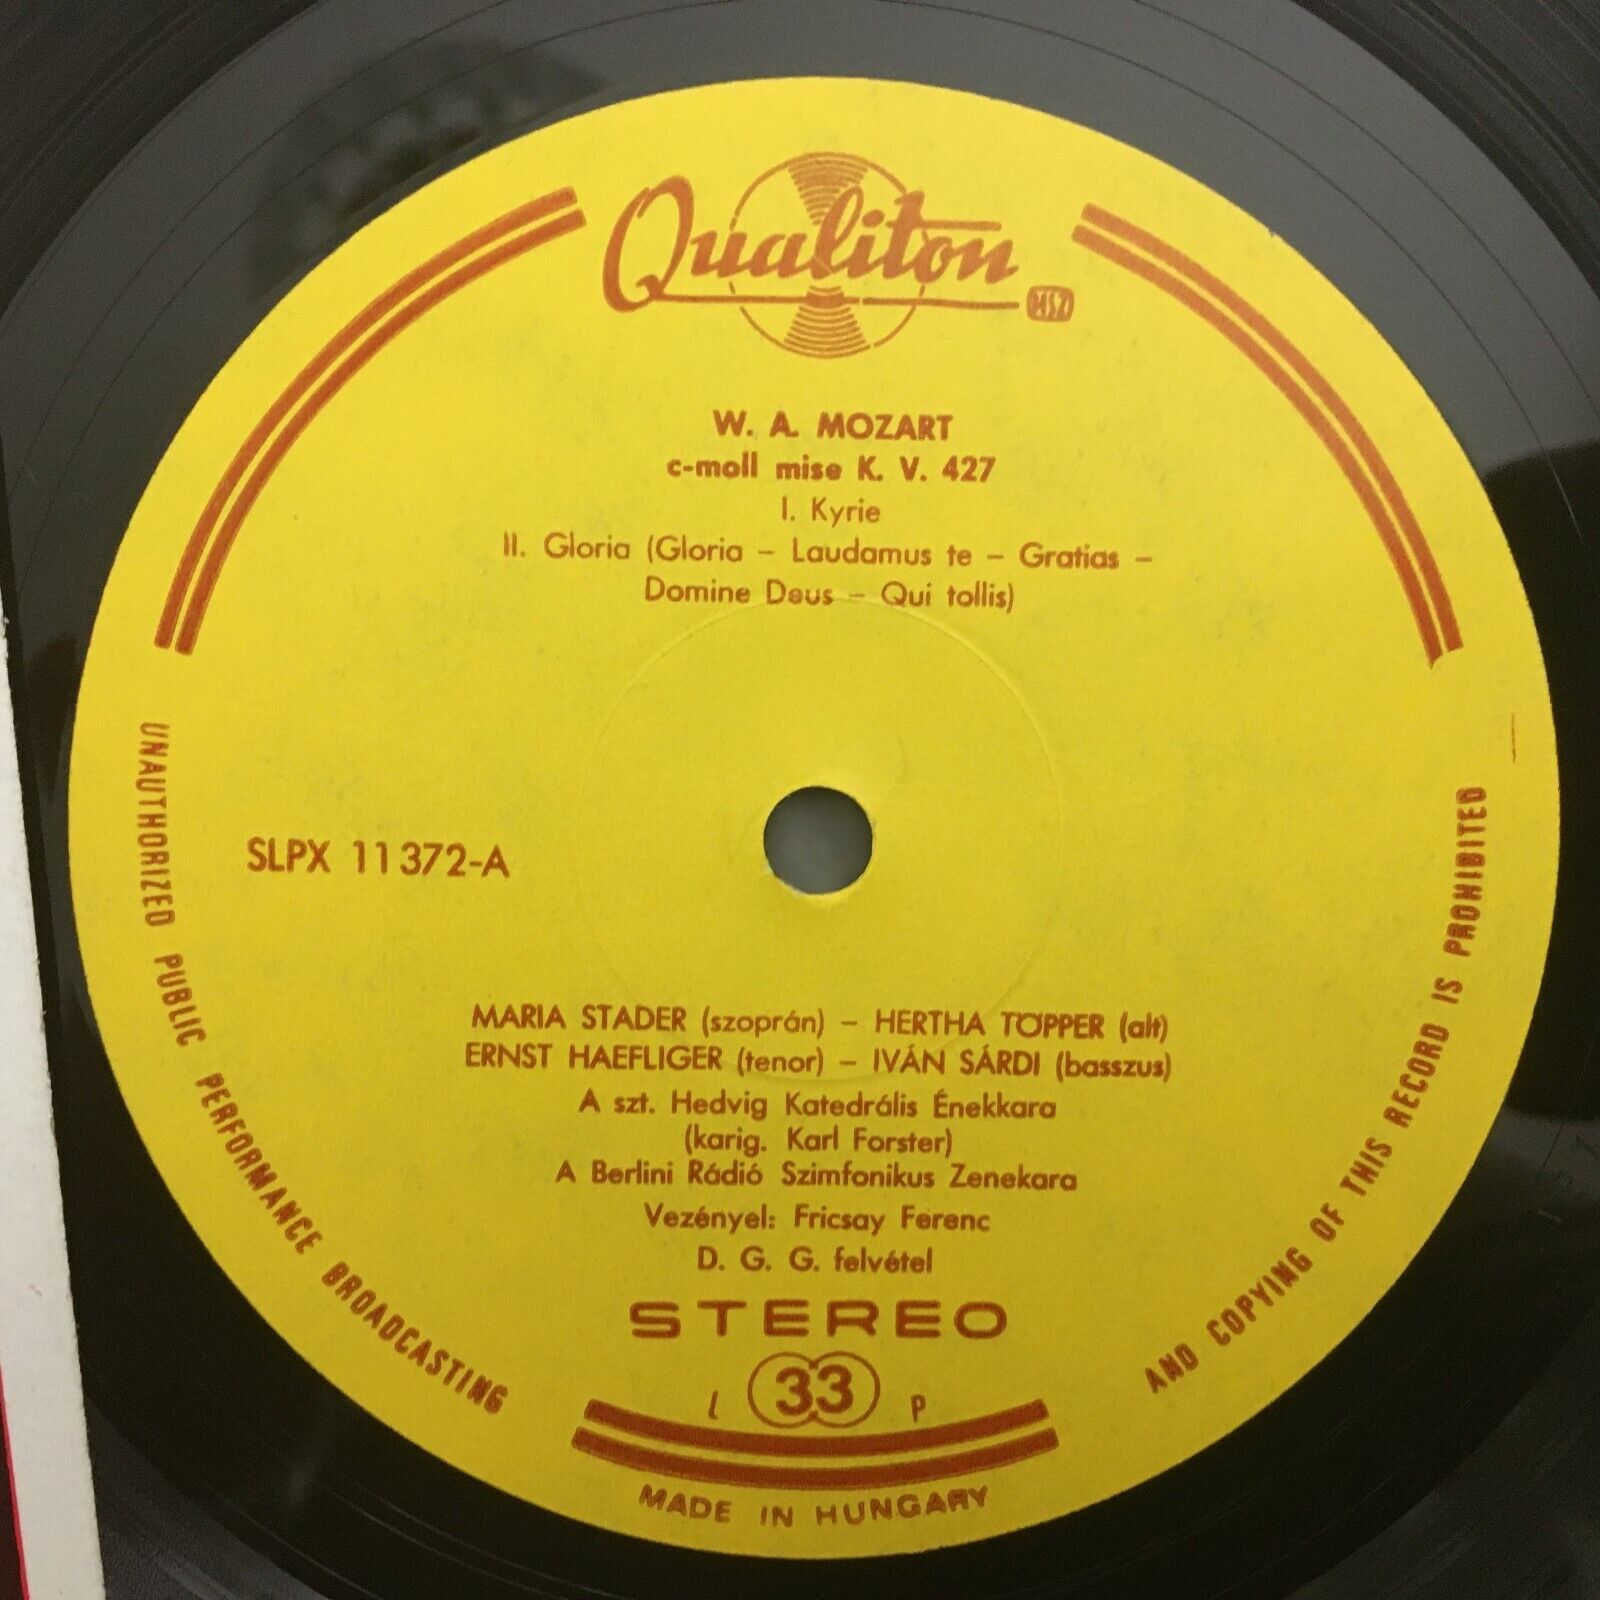 Qualiton
MSZ
W. A. MOZART
c-moll mise K. V. 427
I. Kyrie
II. Gloria (Gloria – Laudamus te – Gratias –
Domine Deus – Qui tollis)
SLPX 11372-A
MARIA STADER (szoprán) – HERTHA TÖPPER (alt)
ERNST HAEFLIGER (tenor) – IVÁN SÁRDI (basszus)
A szt. Hedvig Katedrális Énekkara
(karig. Karl Forster)
A Berlini Rádió Szimfonikus Zenekara
Vezényel: Fricsay Ferenc
D. G. G. felvétel
STEREO
L 33 P
MADE IN HUNGARY
UNAUTHORIZED PUBLIC PERFORMANCE BROADCASTING
AND COPYING OF THIS RECORD IS PROHIBITED